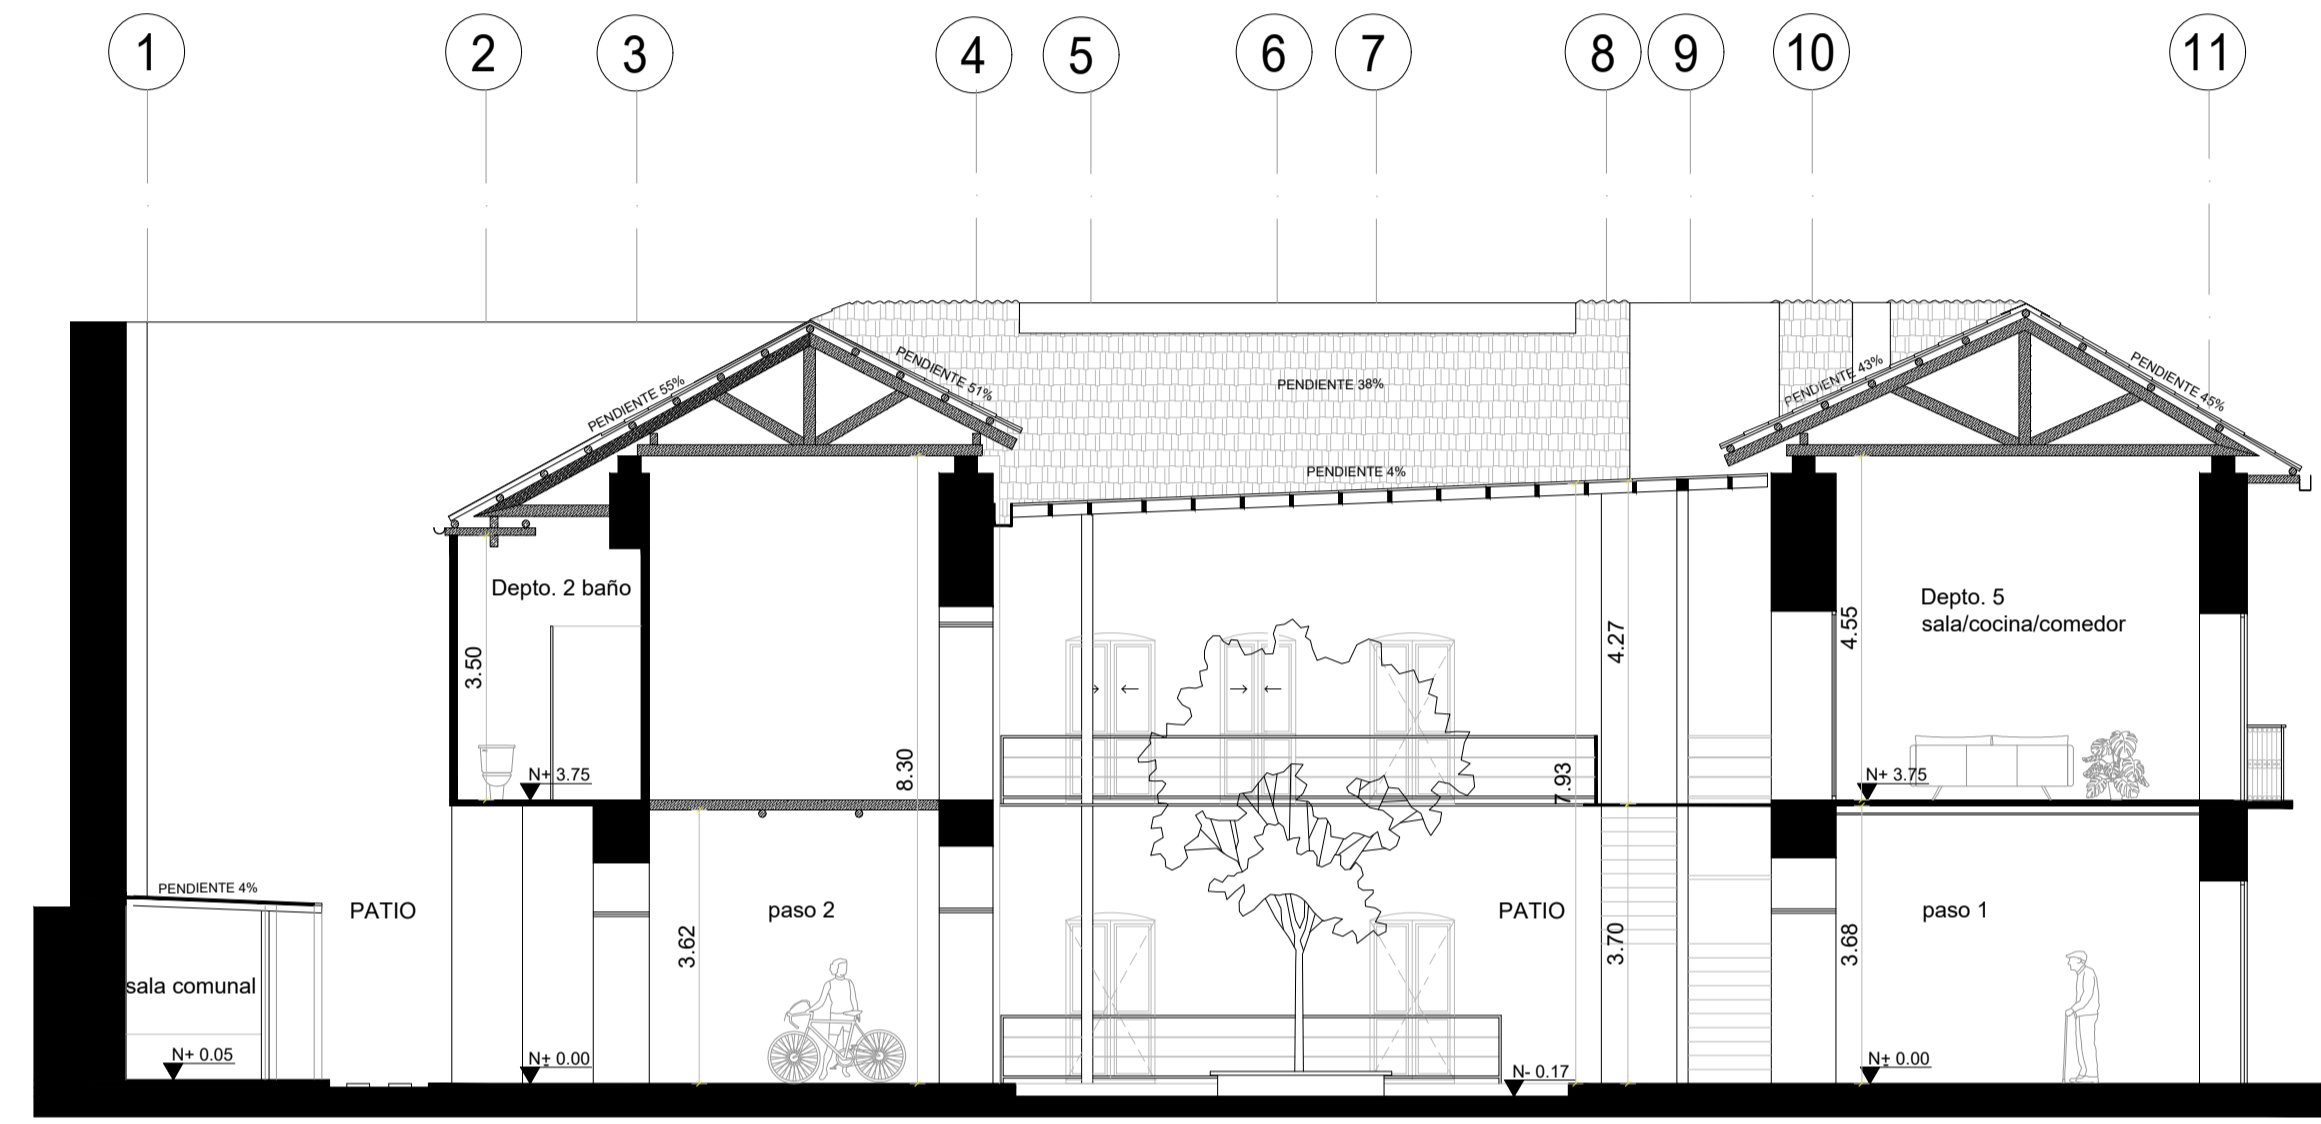 1
2
3
4
5
6
7
8
9
10
11
PENDIENTE 55%
PENDIENTE 51%
PENDIENTE 38%
PENDIENTE 43%
PENDIENTE 45%
PENDIENTE 4%
Depto. 2 baño
3.50
N+ 3.75
8.30
7.93
4.27
4.55
Depto. 5
sala/cocina/comedor
N+ 3.75
PENDIENTE 4%
PATIO
sala comunal
N+ 0.05
N± 0.00
3.62
paso 2
PATIO
N- 0.17
3.70
3.68
paso 1
N± 0.00